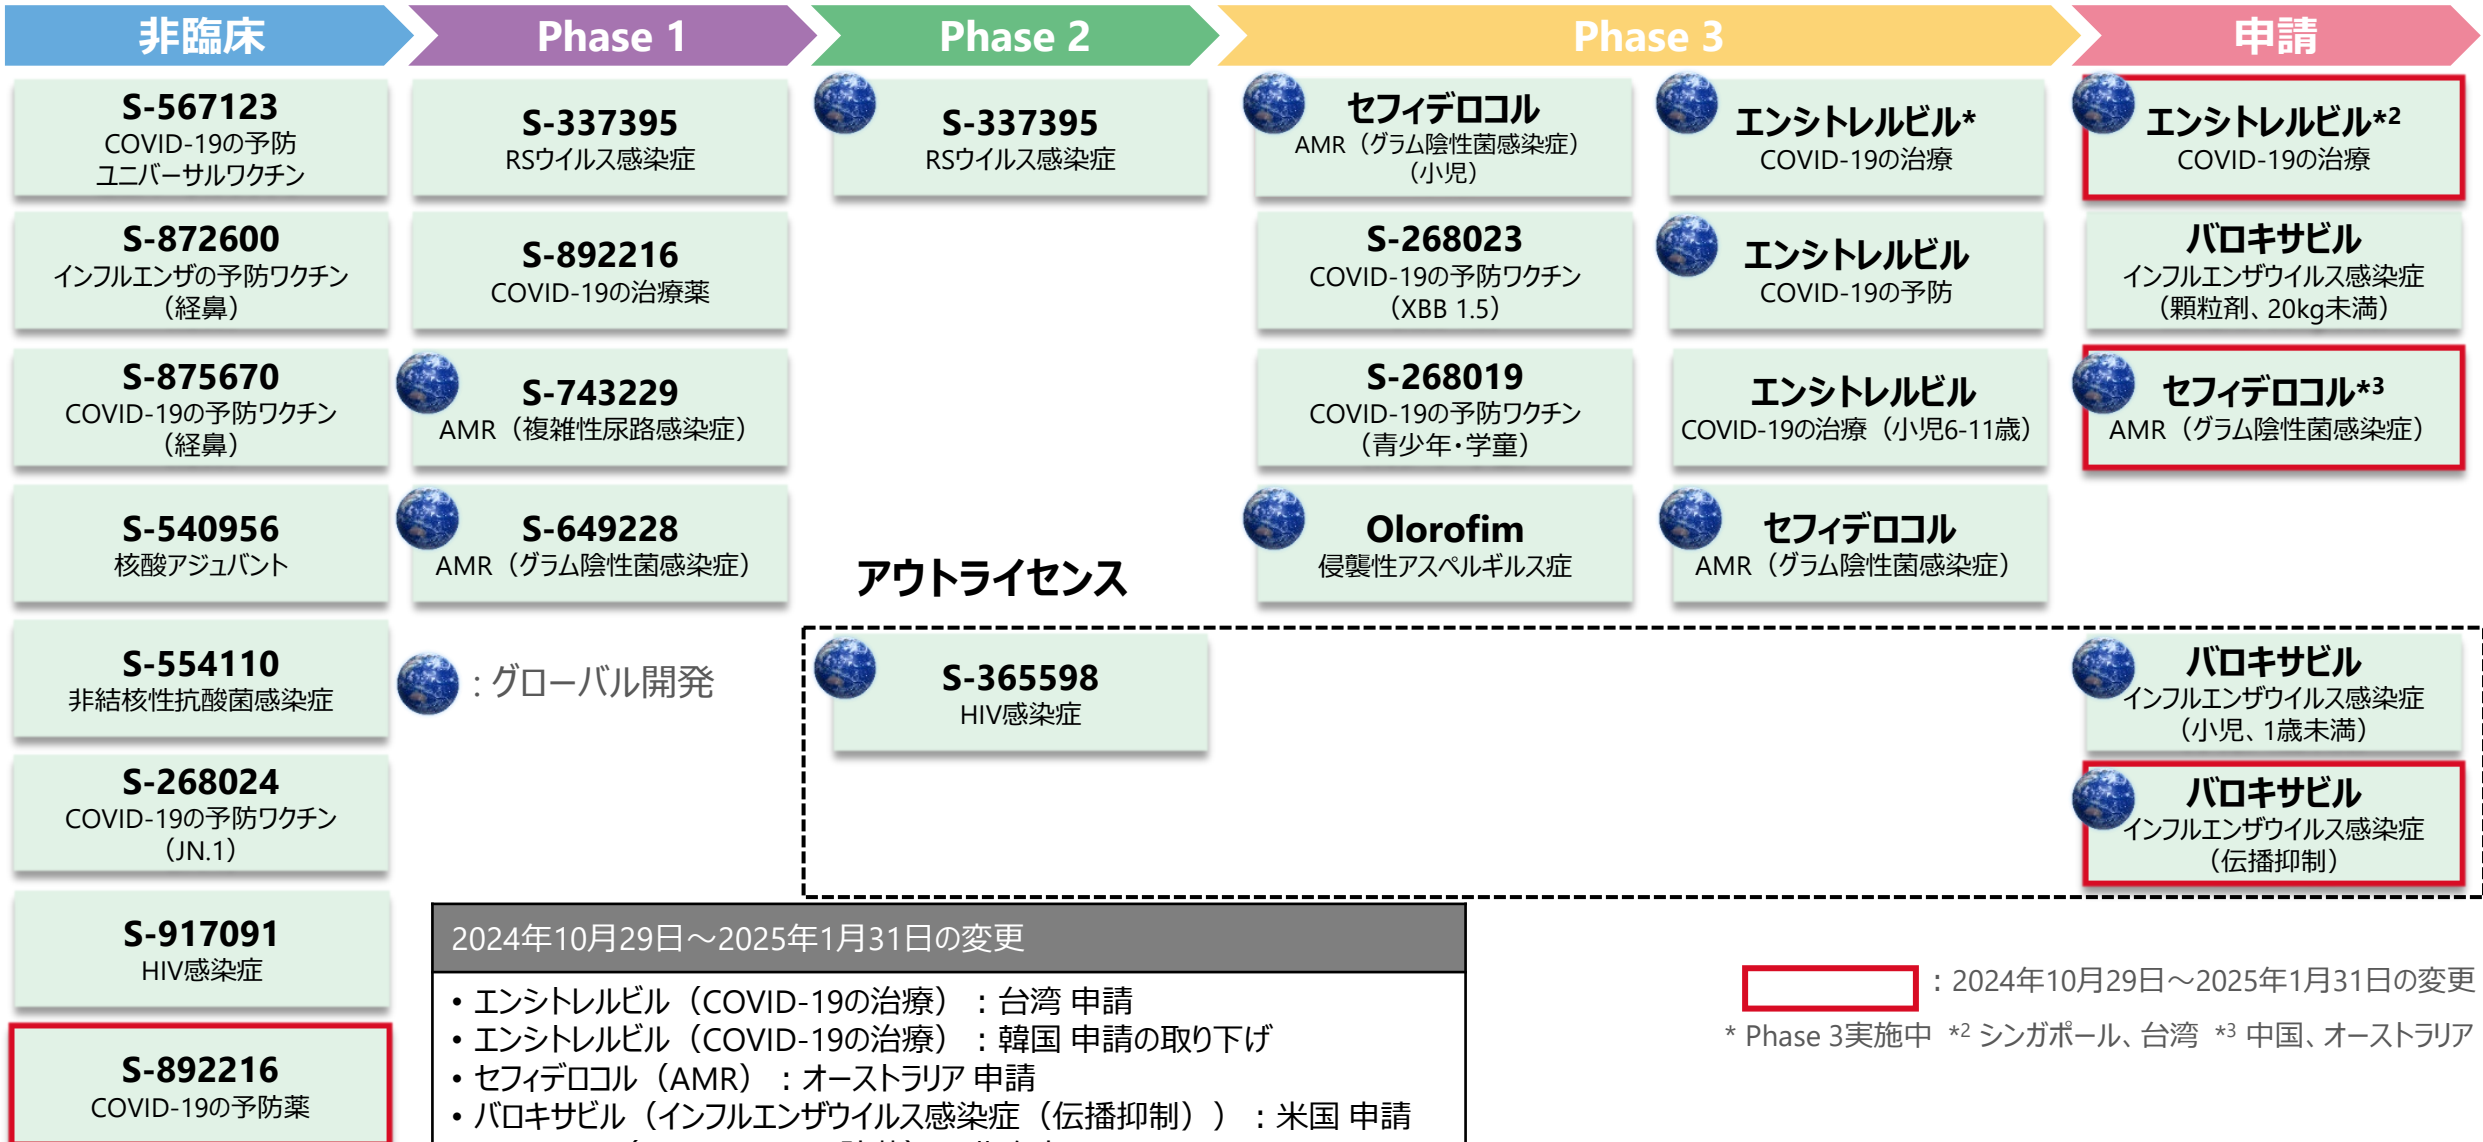 非臨床
Phase 1
Phase 2
Phase 3
申請
S-567123
COVID-19の予防
ユニバーサルワクチン
S-872600
インフルエンザの予防ワクチン
（経鼻）
S-875670
COVID-19の予防ワクチン
（経鼻）
S-540956
核酸アジュバント
S-554110
非結核性抗酸菌感染症
S-268024
COVID-19の予防ワクチン
（JN.1）
S-917091
HIV感染症
S-892216
COVID-19の予防薬
S-337395
RSウイルス感染症
S-892216
COVID-19の治療薬
S-743229
AMR（複雑性尿路感染症）
S-649228
AMR（グラム陰性菌感染症）
：グローバル開発
S-337395
RSウイルス感染症
アウトライセンス
S-365598
HIV感染症
セフィデロコル
AMR（グラム陰性菌感染症）
（小児）
S-268023
COVID-19の予防ワクチン
（XBB 1.5）
S-268019
COVID-19の予防ワクチン
（青少年・学童）
Olorofim
侵襲性アスペルギルス症
エンシトレルビル*
COVID-19の治療
エンシトレルビル
COVID-19の予防
エンシトレルビル
COVID-19の治療（小児6-11歳）
セフィデロコル
AMR（グラム陰性菌感染症）
エンシトレルビル*2
COVID-19の治療
バロキサビル
インフルエンザウイルス感染症
（顆粒剤、20kg未満）
セフィデロコル*3
AMR（グラム陰性菌感染症）
バロキサビル
インフルエンザウイルス感染症
（小児、1歳未満）
バロキサビル
インフルエンザウイルス感染症
（伝播抑制）
2024年10月29日～2025年1月31日の変更
• エンシトレルビル（COVID-19の治療）：台湾 申請
• エンシトレルビル（COVID-19の治療）：韓国 申請の取り下げ
• セフィデロコル（AMR）：オーストラリア 申請
• バロキサビル（インフルエンザウイルス感染症（伝播抑制））：米国 申請
：2024年10月29日～2025年1月31日の変更
* Phase 3実施中 *2 シンガポール、台湾 *3 中国、オーストラリア